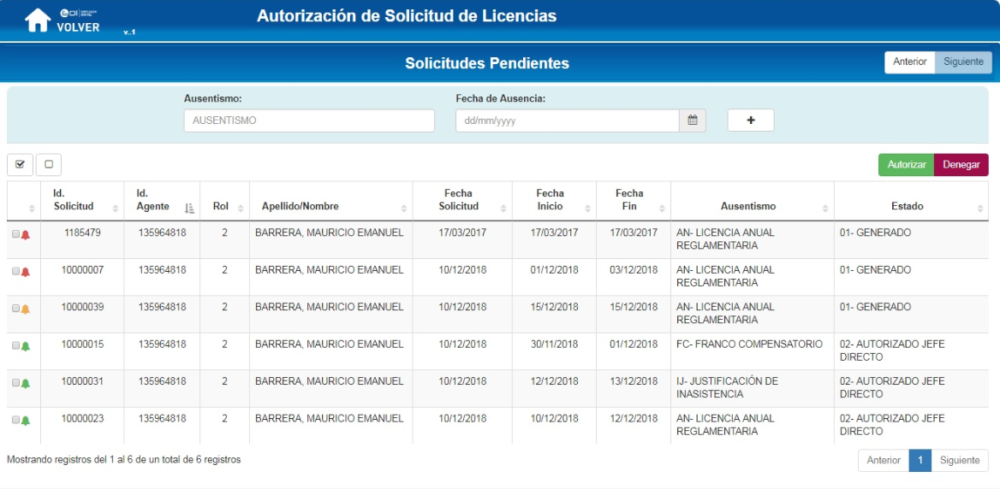 EDI EMPLEADO DIGITAL
VOLVER
v..1
Autorización de Solicitud de Licencias
Solicitudes Pendientes
Anterior Siguiente
Ausentismo: Fecha de Ausencia:
AUSENTISMO dd/mm/yyyy +
Autorizar Denegar
Id. Solicitud Id. Agente Rol Apellido/Nombre Fecha Solicitud Fecha Inicio Fecha Fin Ausentismo Estado
1185479 135964818 2 BARRERA, MAURICIO EMANUEL 17/03/2017 17/03/2017 17/03/2017 AN- LICENCIA ANUAL REGLAMENTARIA 01- GENERADO
10000007 135964818 2 BARRERA, MAURICIO EMANUEL 10/12/2018 01/12/2018 03/12/2018 AN- LICENCIA ANUAL REGLAMENTARIA 01- GENERADO
10000039 135964818 2 BARRERA, MAURICIO EMANUEL 10/12/2018 15/12/2018 15/12/2018 AN- LICENCIA ANUAL REGLAMENTARIA 01- GENERADO
10000015 135964818 2 BARRERA, MAURICIO EMANUEL 10/12/2018 30/11/2018 01/12/2018 FC- FRANCO COMPENSATORIO 02- AUTORIZADO JEFE DIRECTO
10000031 135964818 2 BARRERA, MAURICIO EMANUEL 10/12/2018 12/12/2018 13/12/2018 IJ- JUSTIFICACIÓN DE INASISTENCIA 02- AUTORIZADO JEFE DIRECTO
10000023 135964818 2 BARRERA, MAURICIO EMANUEL 10/12/2018 10/12/2018 12/12/2018 AN- LICENCIA ANUAL REGLAMENTARIA 02- AUTORIZADO JEFE DIRECTO
Mostrando registros del 1 al 6 de un total de 6 registros
Anterior 1 Siguiente